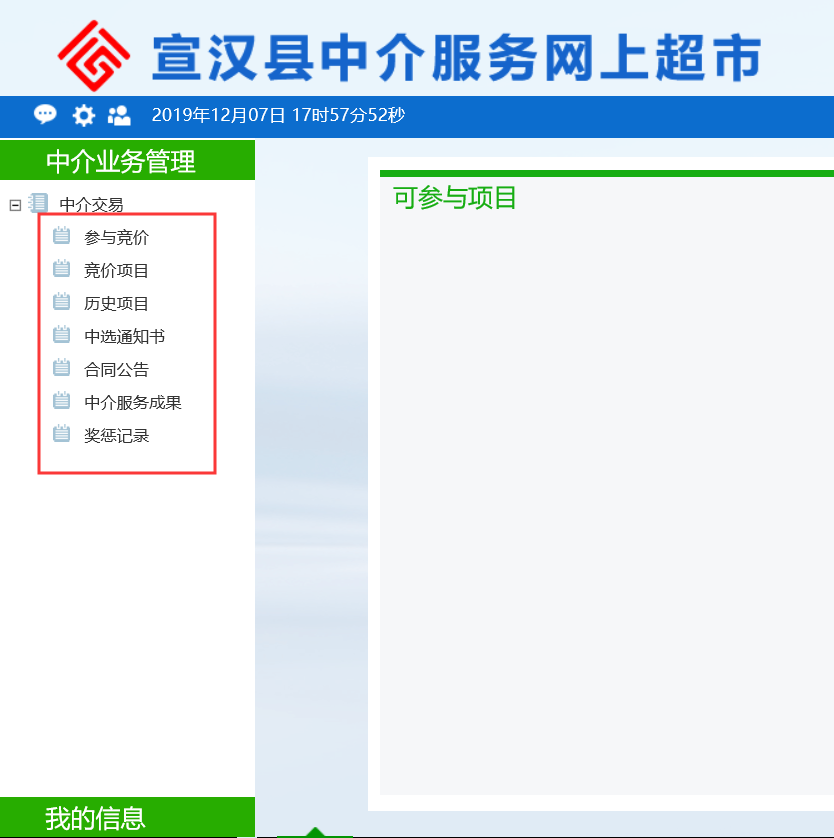 宣汉县中介服务网上超市
2019年12月07日 17时57分52秒
中介业务管理
中介交易
参与竞价
竞价项目
历史项目
中选通知书
合同公告
中介服务成果
奖惩记录
可参与项目
我的信息